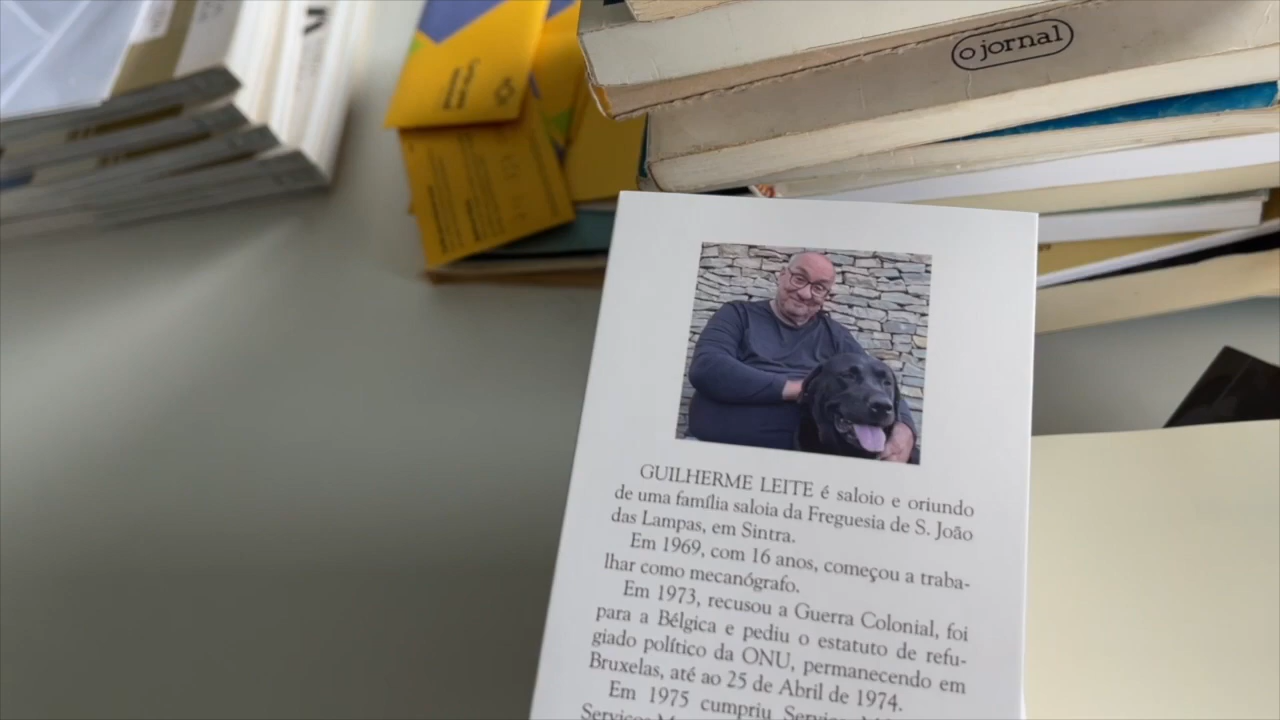 o jornal
GUILHERME LEITE é saloio e oriundo
de uma família saloia da Freguesia de S. João
das Lampas, em Sintra.
Em 1969, com 16 anos, começou a traba-
lhar como mecanógrafo.
Em 1973, recusou a Guerra Colonial, foi
para a Bélgica e pediu o estatuto de refu-
giado político da ONU, permanecendo em
Bruxelas, até ao 25 de Abril de 1974.
Em 1975 cumpriu
Serviços